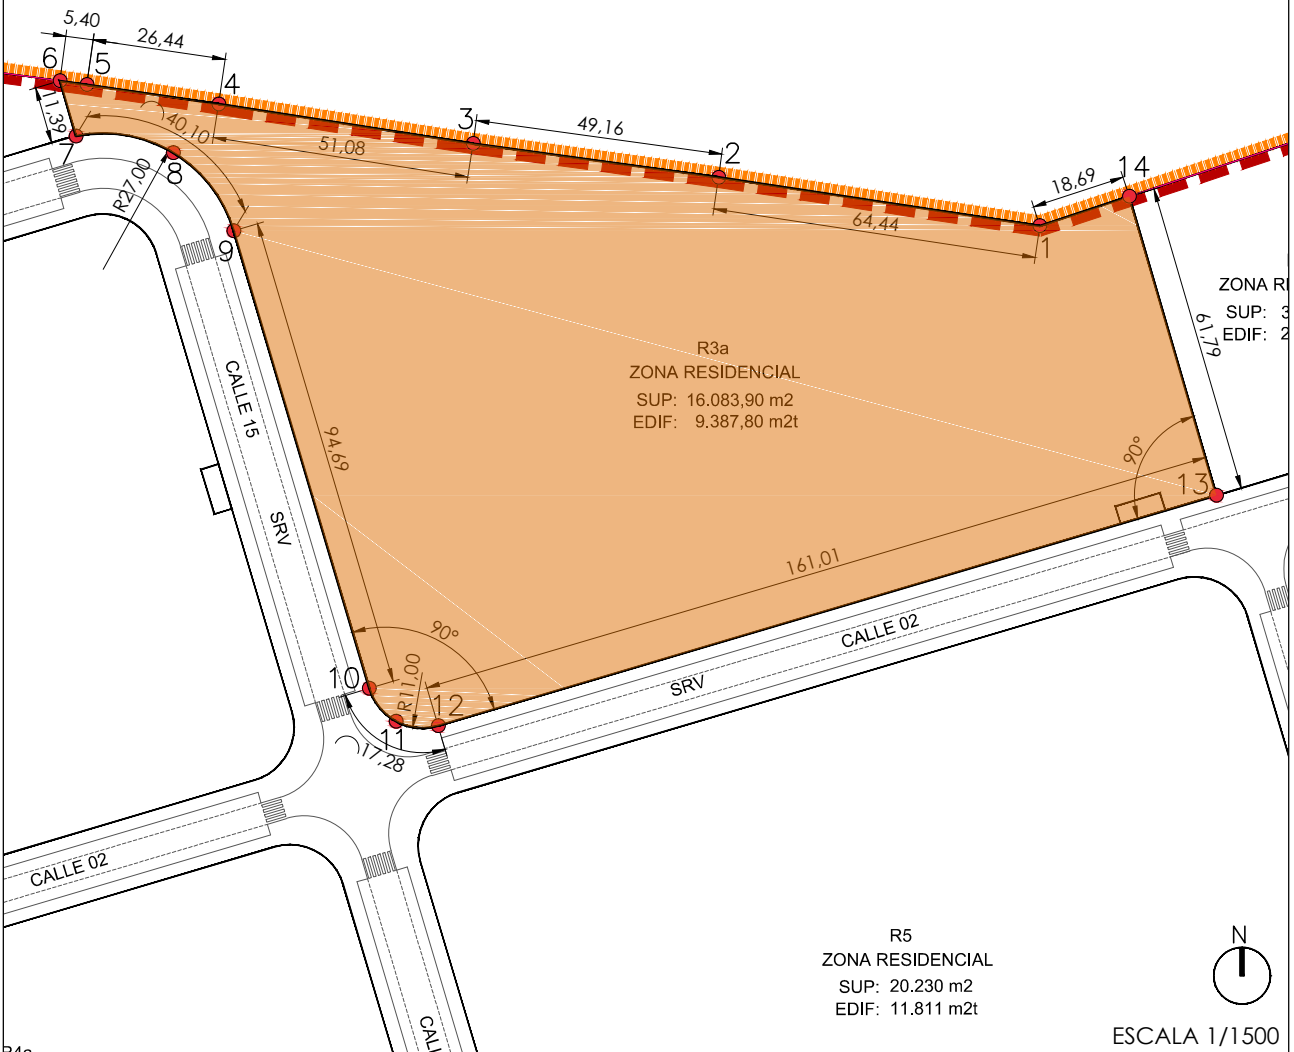 5,40
26,44
6
5
4
3
49,16
2
14
18,69
11,39
40,10
51,08
7
8
R27,00
64,44
1
9
ZONA
SUP:
EDIF:
61,79
R3a
ZONA RESIDENCIAL
SUP: 16.083,90 m2
EDIF: 9.387,80 m2t
CALLE 15
94,69
90°
13
SRV
161,01
90°
CALLE 02
10
R11,00
SRV
12
11
17,28
CALLE 02
R5
ZONA RESIDENCIAL
SUP: 20.230 m2
EDIF: 11.811 m2t
N
ESCALA 1/1500